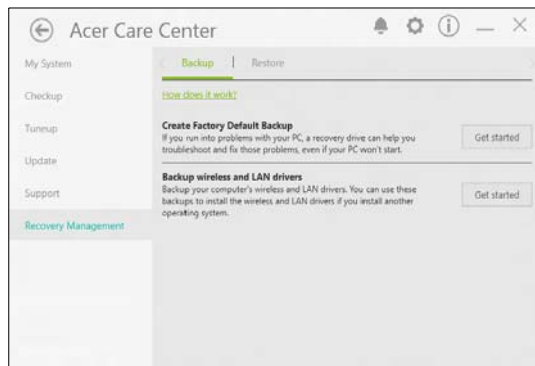 Acer Care Center
My System
Checkup
Tuneup
Update
Support
Recovery Management
Backup
Restore
How does it work?
Create Factory Default Backup
If you run into problems with your PC, a recovery drive can help you
troubleshoot and fix those problems, even if your PC won't start.
Get started
Backup wireless and LAN drivers
Backup your computer's wireless and LAN drivers. You can use these
backups to install the wireless and LAN drivers if you install another
operating system.
Get started